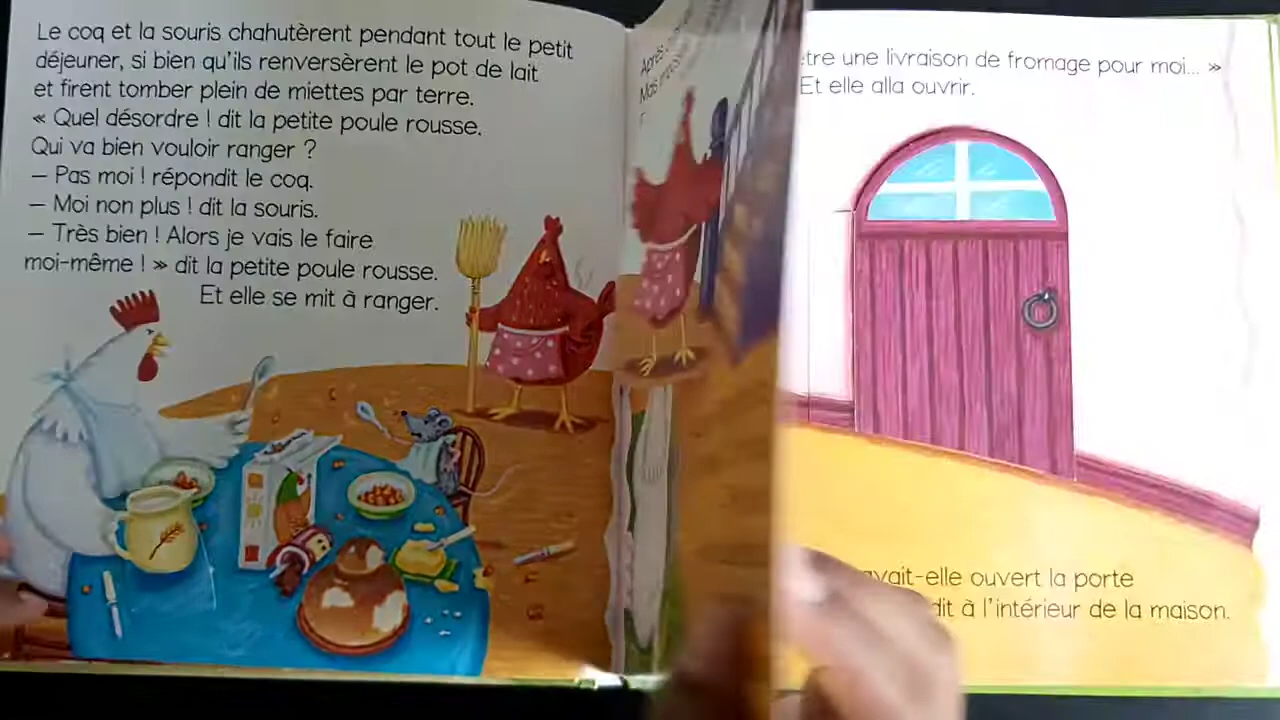 Le coq et la souris chahutèrent pendant tout le petit
déjeuner, si bien qu'ils renversèrent le pot de lait
et firent tomber plein de miettes par terre.
« Quel désordre ! dit la petite poule rousse.
Qui va bien vouloir ranger ?
– Pas moi ! répondit le coq.
– Moi non plus ! dit la souris.
– Très bien ! Alors je vais le faire
moi-même ! » dit la petite poule rousse.
Et elle se mit à ranger.
Après
Mais
une livraison de fromage pour moi... »
Et elle alla ouvrir.
avait-elle ouvert la porte
à l'intérieur de la maison.